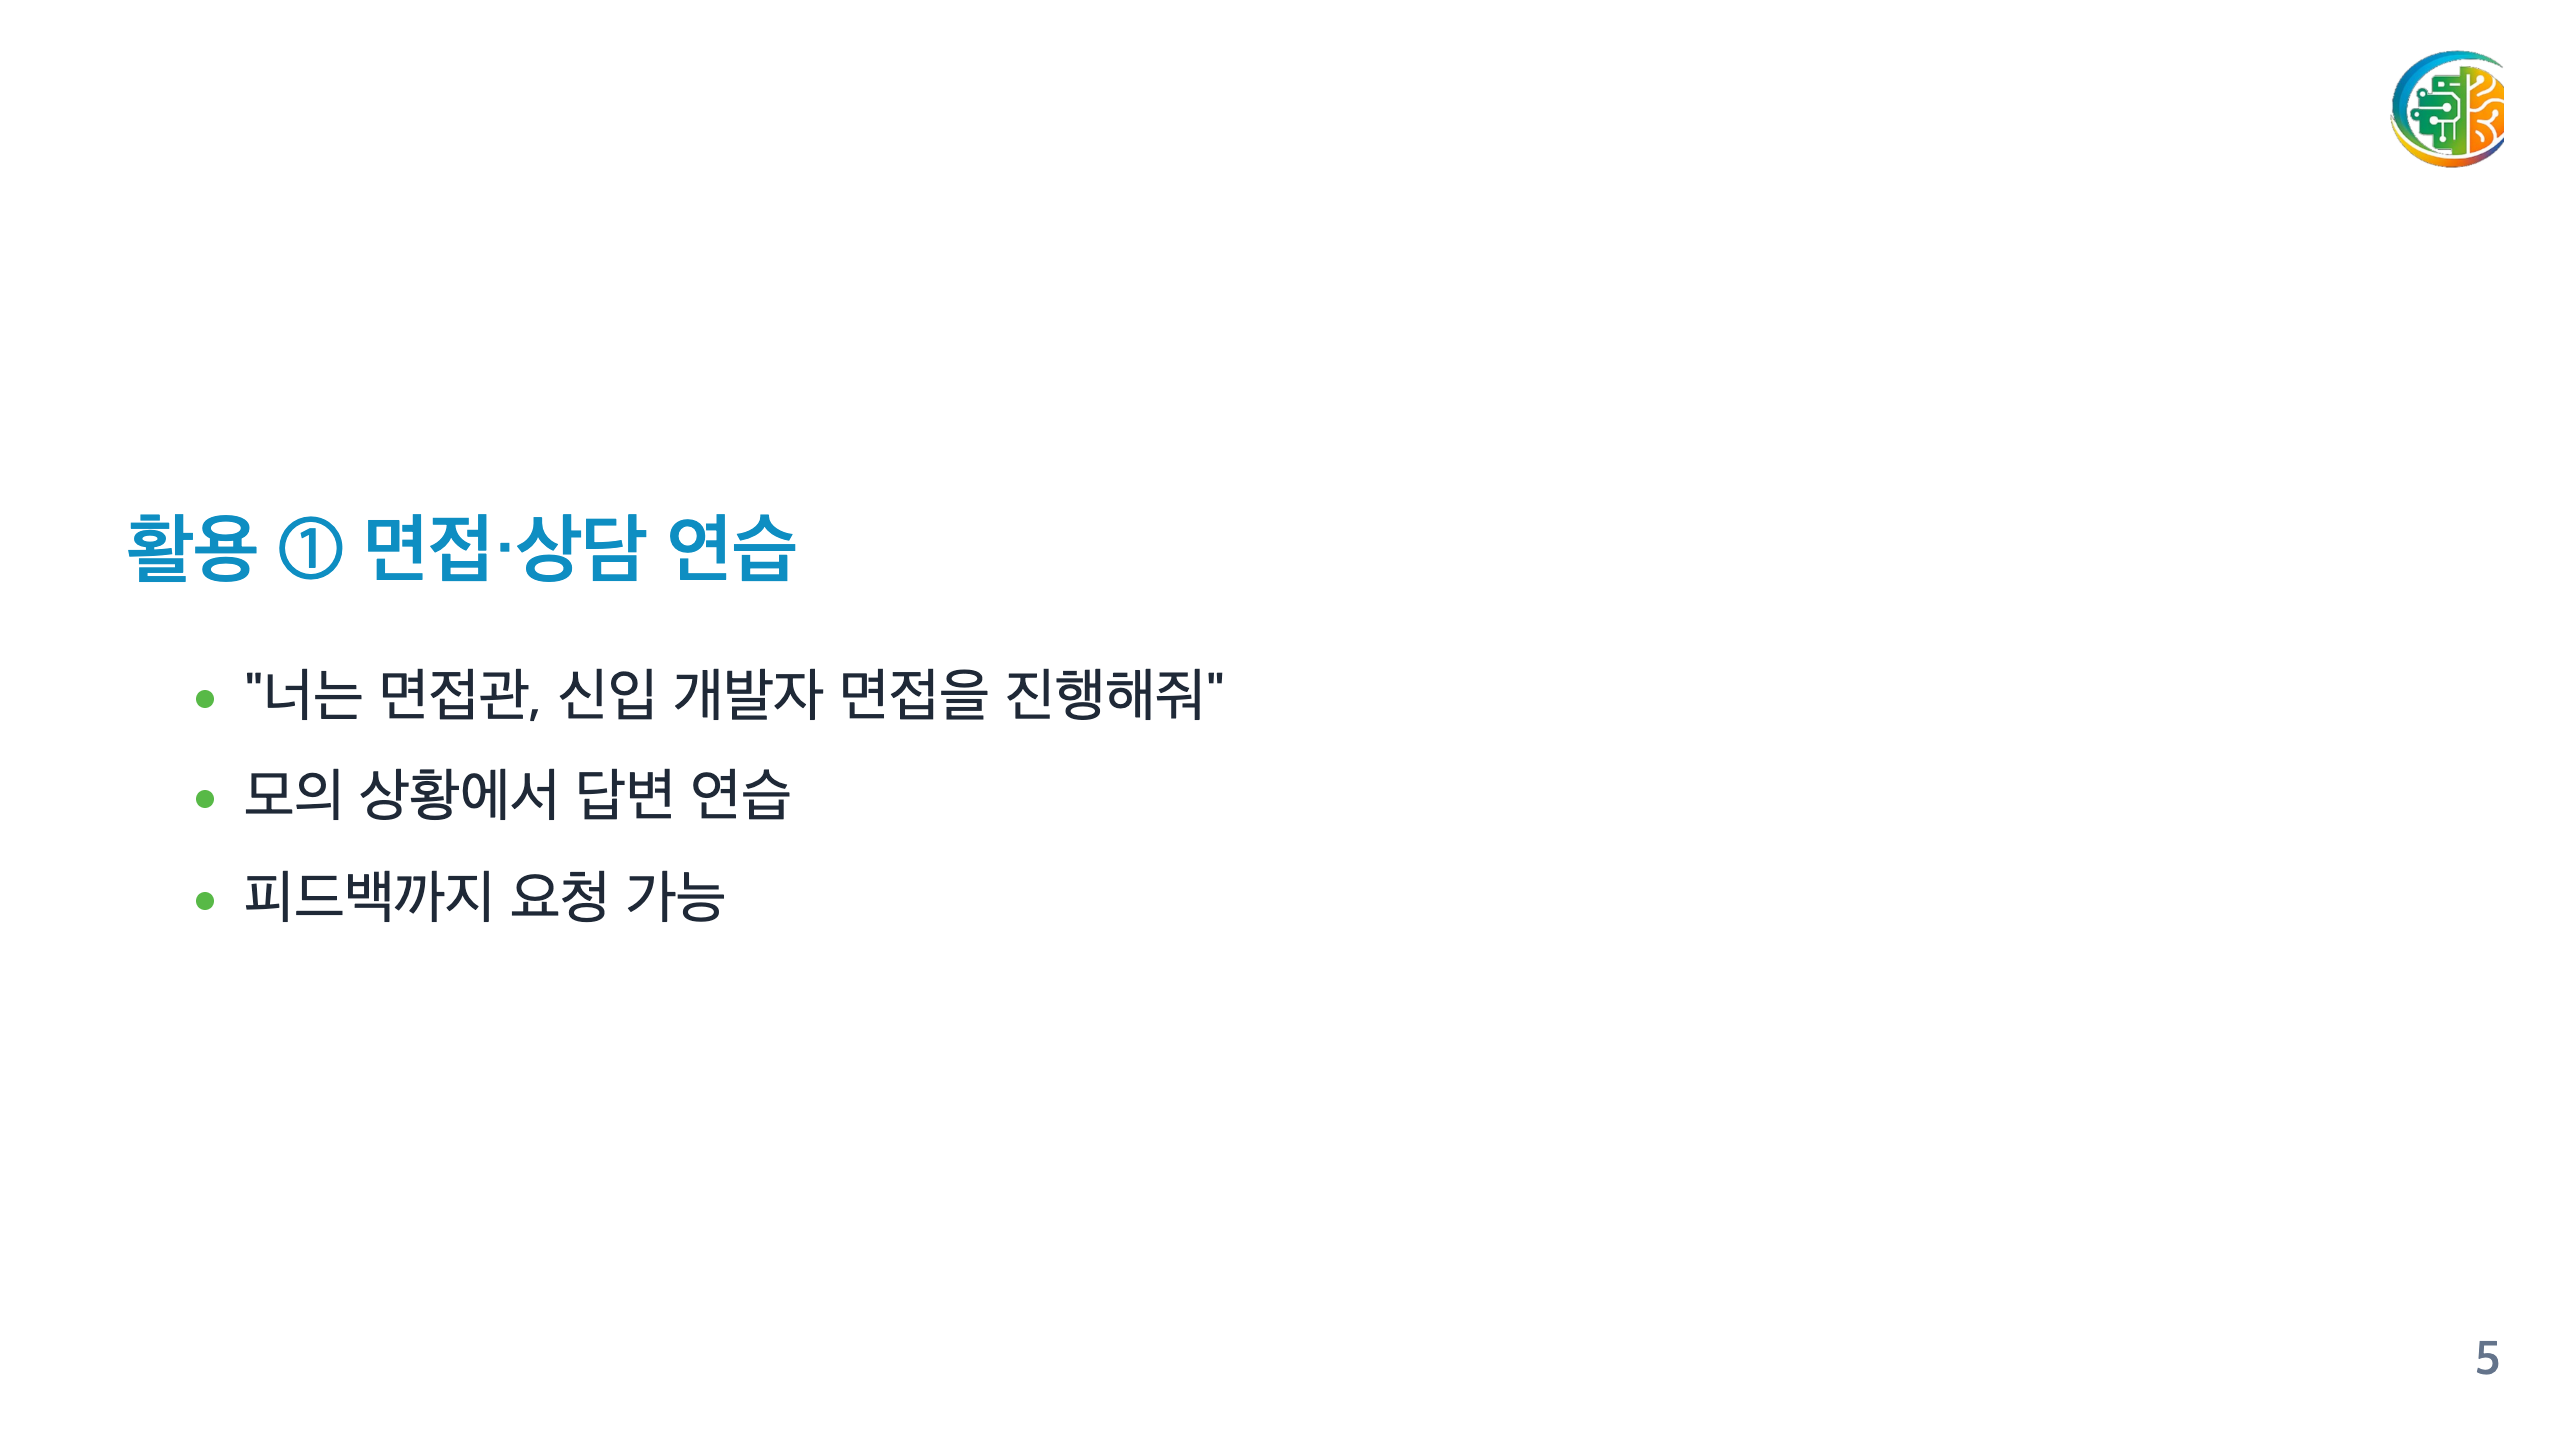 활용 ① 면접·상담 연습
• "너는 면접관, 신입 개발자 면접을 진행해줘"
• 모의 상황에서 답변 연습
• 피드백까지 요청 가능
5